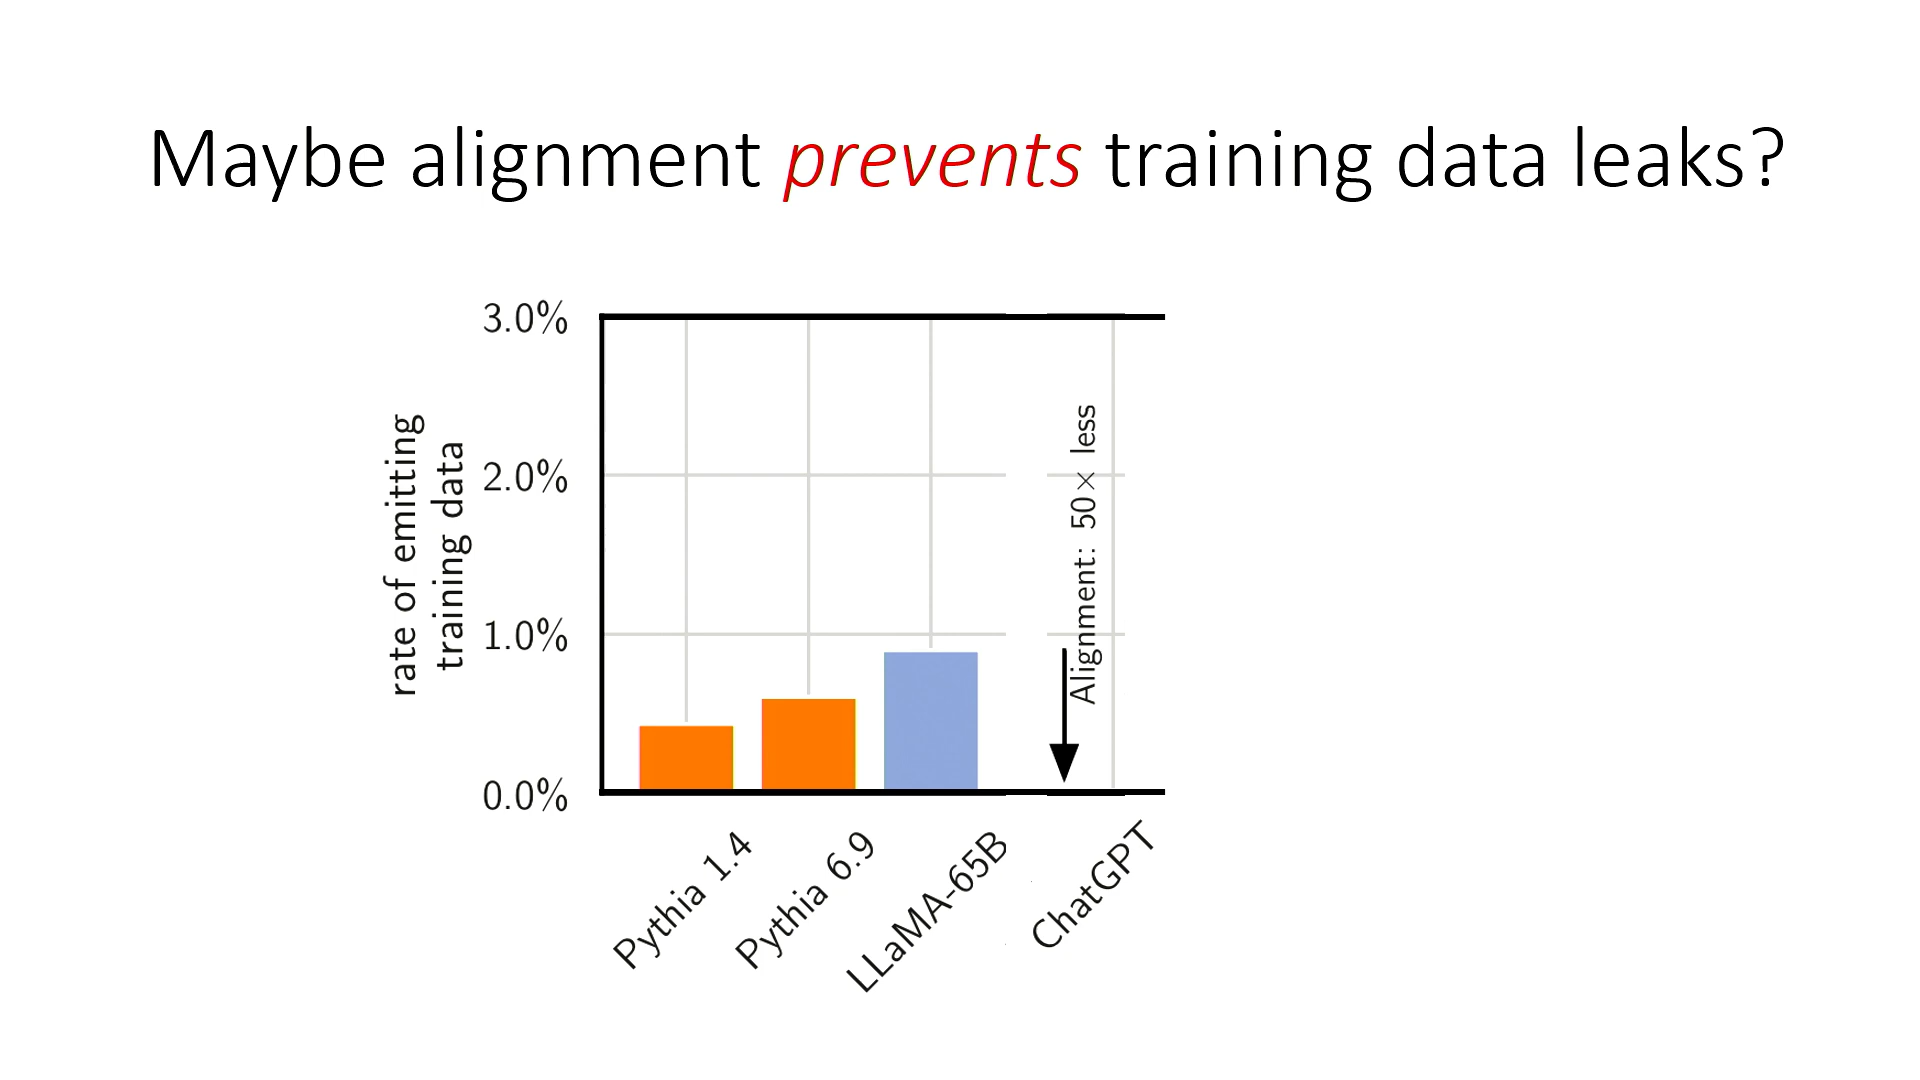 Maybe alignment prevents training data leaks?
rate of emitting
training data
3.0%
2.0%
1.0%
0.0%
Alignment: 50× less
Pythia 1.4
Pythia 6.9
LLaMA-65B
ChatGPT